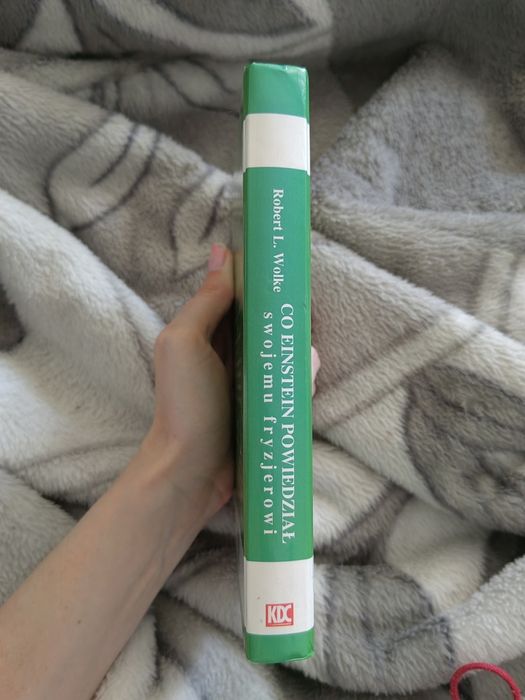 Robert L. Wolke
CO EINSTEIN POWIEDZIAŁ
swojemu fryzjerowi
KDC